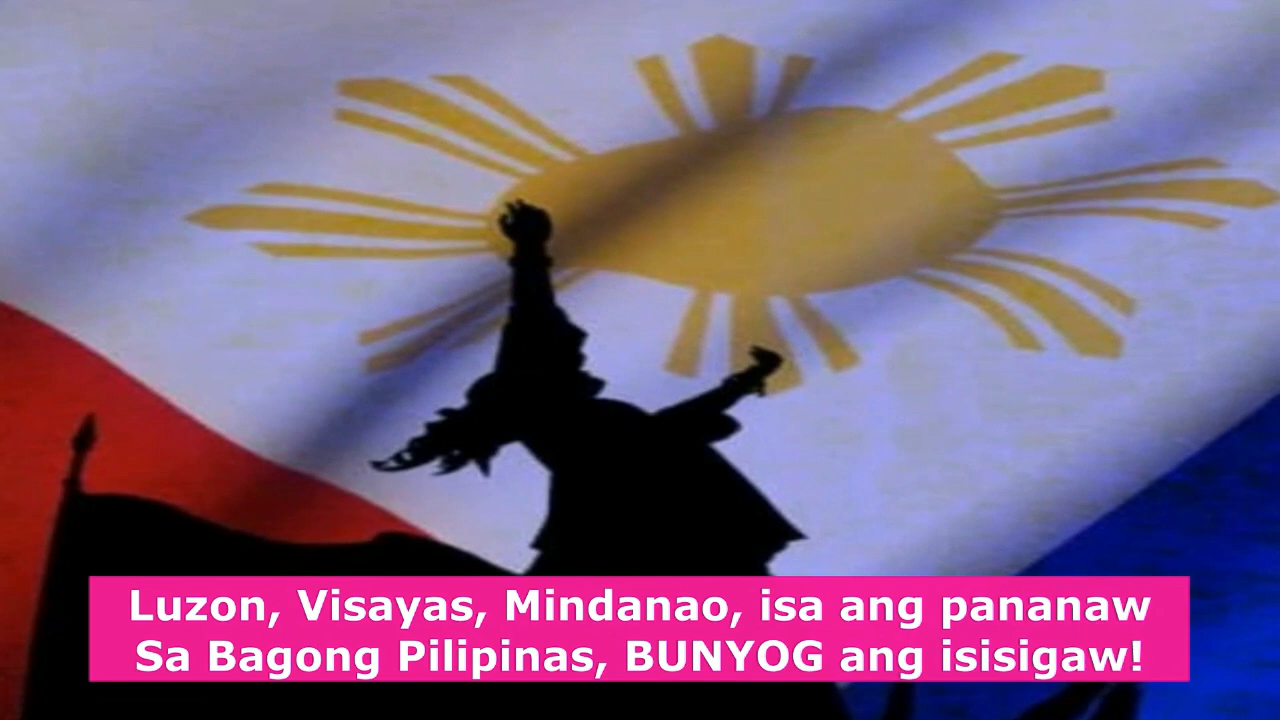 Luzon, Visayas, Mindanao, isa ang pananaw
Sa Bagong Pilipinas, BUNYOG ang isisigaw!